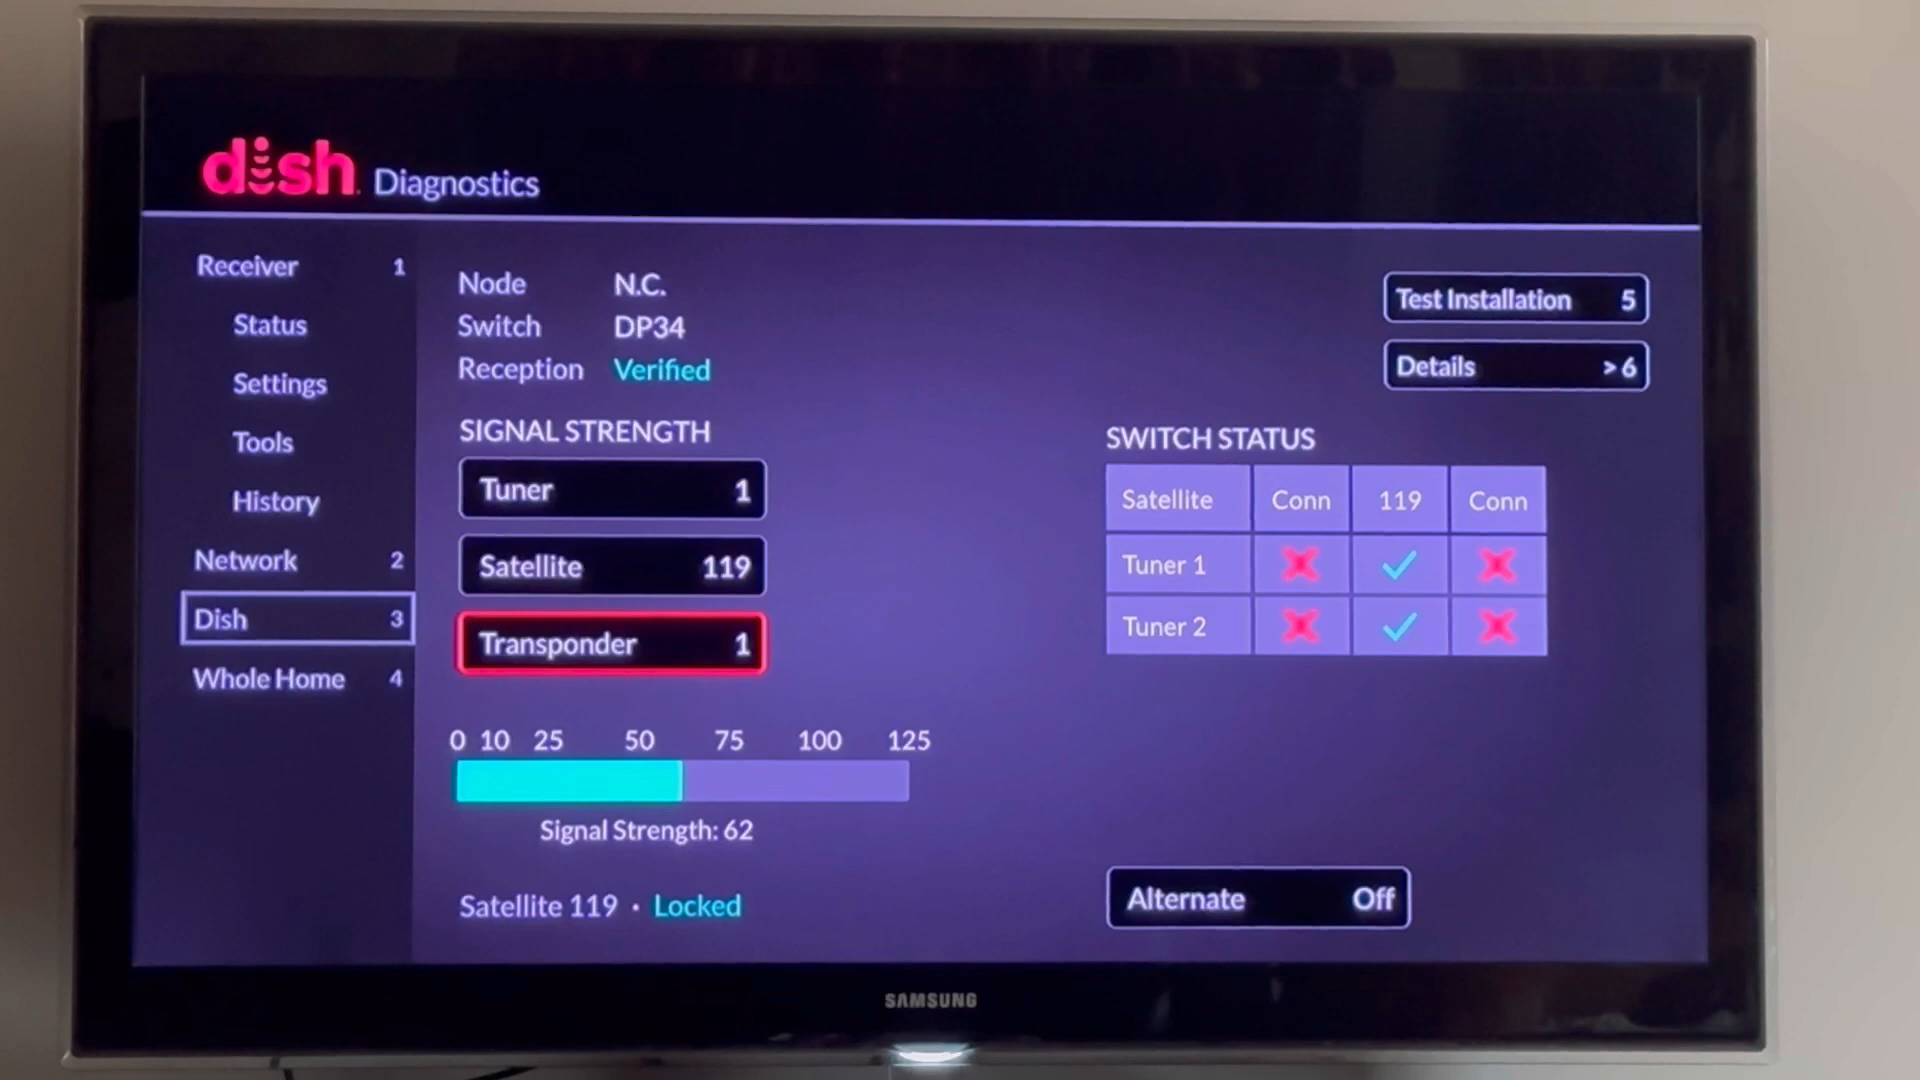 dish Diagnostics
Receiver 1
Status
Settings
Tools
History
Network 2
Dish 3
Whole Home 4
Node N.C.
Switch DP34
Reception Verified
SIGNAL STRENGTH
Tuner 1
Satellite 119
Transponder 1
0 10 25 50 75 100 125
Signal Strength: 62
Satellite 119 · Locked
Test Installation 5
Details > 6
SWITCH STATUS
Satellite Conn 119 Conn
Tuner 1
Tuner 2
Alternate Off
SAMSUNG